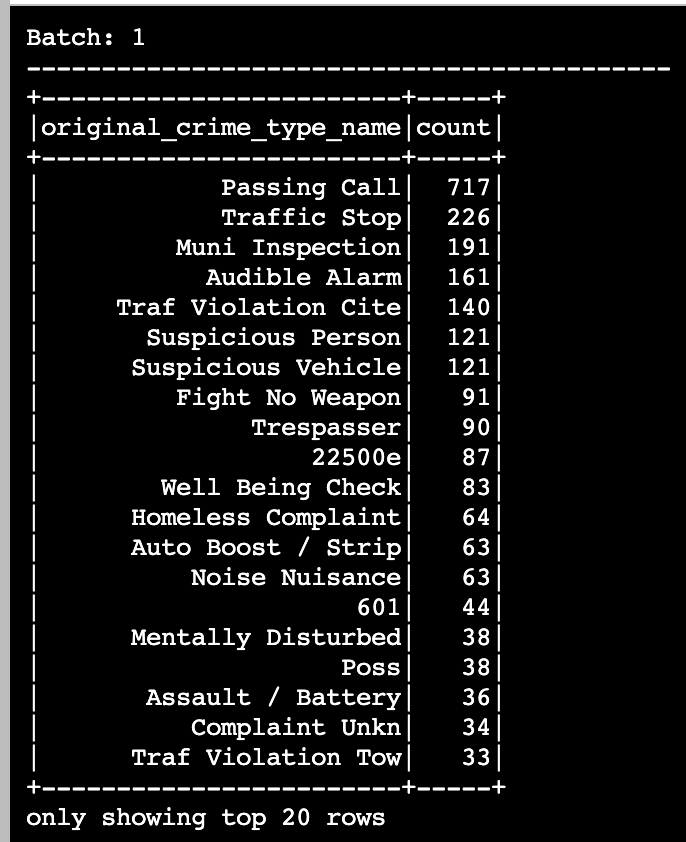 Batch: 1
-------------------------------------------
+------------------------+-----+
|original_crime_type_name|count|
+------------------------+-----+
|            Passing Call|  717|
|            Traffic Stop|  226|
|         Muni Inspection|  191|
|           Audible Alarm|  161|
|     Traf Violation Cite|  140|
|       Suspicious Person|  121|
|      Suspicious Vehicle|  121|
|         Fight No Weapon|   91|
|              Trespasser|   90|
|                  22500e|   87|
|        Well Being Check|   83|
|      Homeless Complaint|   64|
|      Auto Boost / Strip|   63|
|          Noise Nuisance|   63|
|                     601|   44|
|      Mentally Disturbed|   38|
|                    Poss|   38|
|       Assault / Battery|   36|
|          Complaint Unkn|   34|
|      Traf Violation Tow|   33|
+------------------------+-----+
only showing top 20 rows